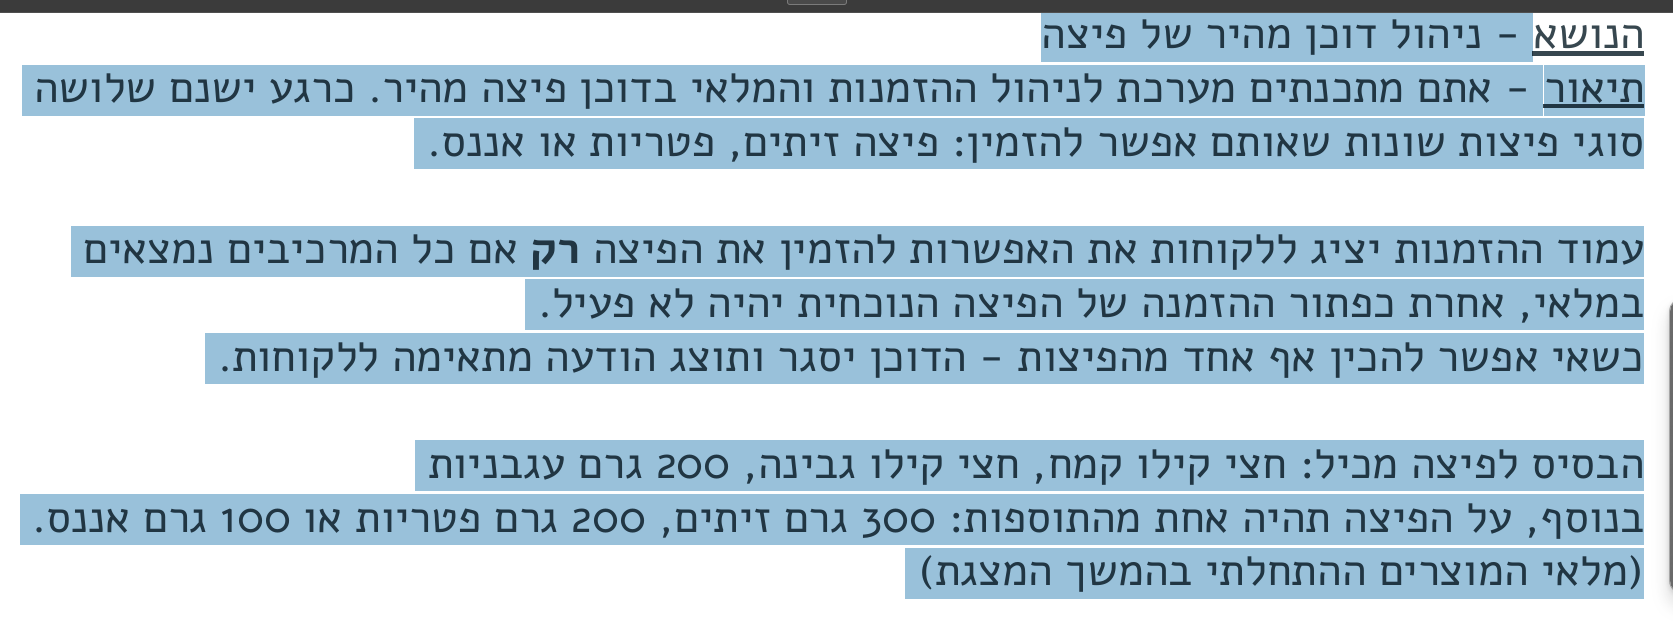 הנושא – ניהול דוכן מהיר של פיצה
תיאור – אתם מתכנתים מערכת לניהול ההזמנות והמלאי בדוכן פיצה מהיר. כרגע ישנם שלושה
סוגי פיצות שונות שאותם אפשר להזמין: פיצה זיתים, פטריות או אננס.
עמוד ההזמנות יציג ללקוחות את האפשרות להזמין את הפיצה רק אם כל המרכיבים נמצאים
במלאי, אחרת כפתור ההזמנה של הפיצה הנוכחית יהיה לא פעיל.
כשאי אפשר להכין אף אחד מהפיצות – הדוכן יסגר ותוצג הודעה מתאימה ללקוחות.
הבסיס לפיצה מכיל: חצי קילו קמח, חצי קילו גבינה, 200 גרם עגבניות
בנוסף, על הפיצה תהיה אחת מהתוספות: 300 גרם זיתים, 200 גרם פטריות או 100 גרם אננס.
(מלאי המוצרים ההתחלתי בהמשך המצגת)